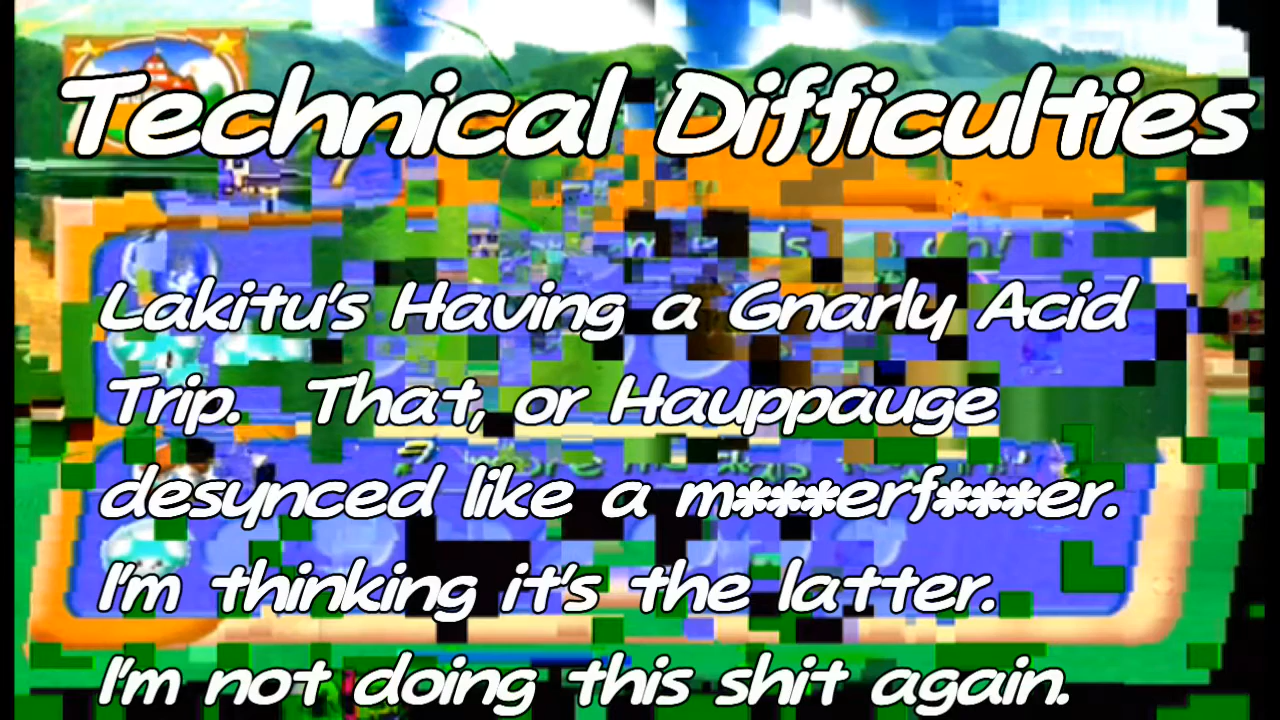 Technical Difficulties
Lakitu's Having a Gnarly Acid
Trip. That, or Hauppauge
desynced like a m***erf***er.
I'm thinking it's the latter.
I'm not doing this shit again.